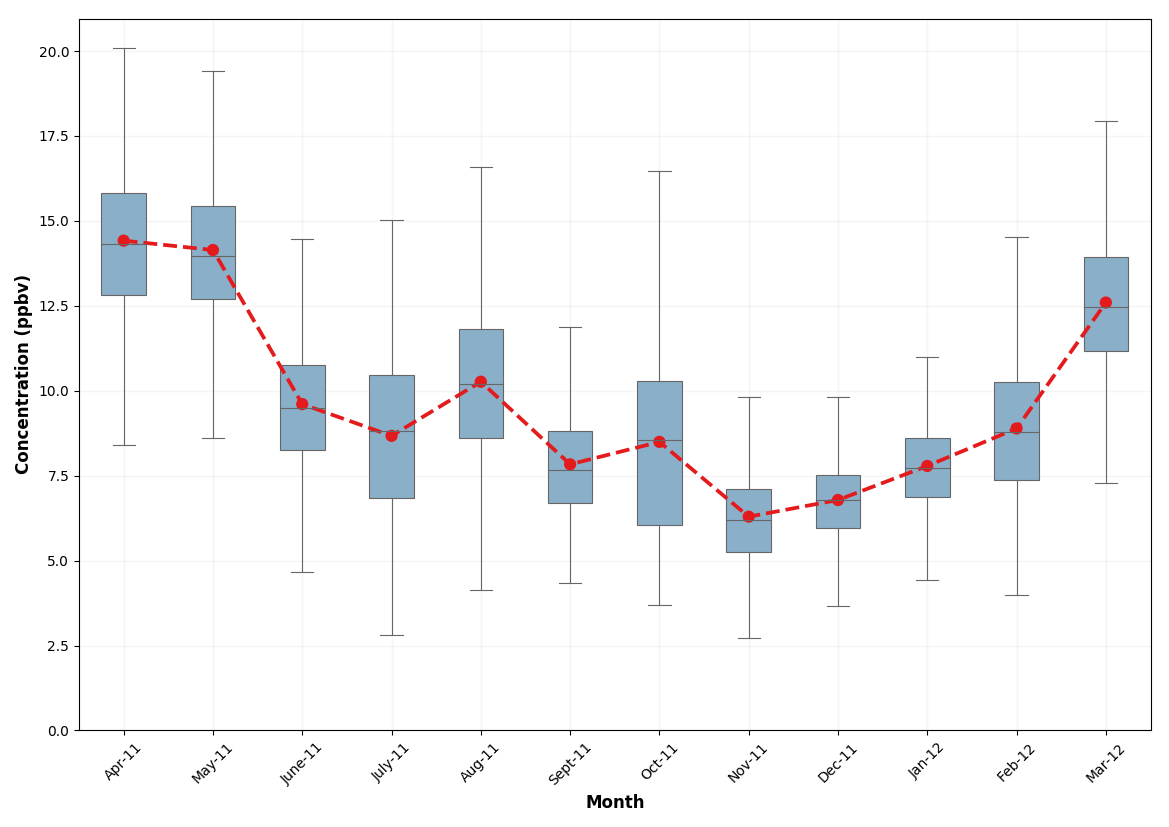 Concentration (ppbv)
20.0
17.5
15.0
12.5
10.0
7.5
5.0
2.5
0.0
Apr-11
May-11
June-11
July-11
Aug-11
Sept-11
Oct-11
Nov-11
Dec-11
Jan-12
Feb-12
Mar-12
Month